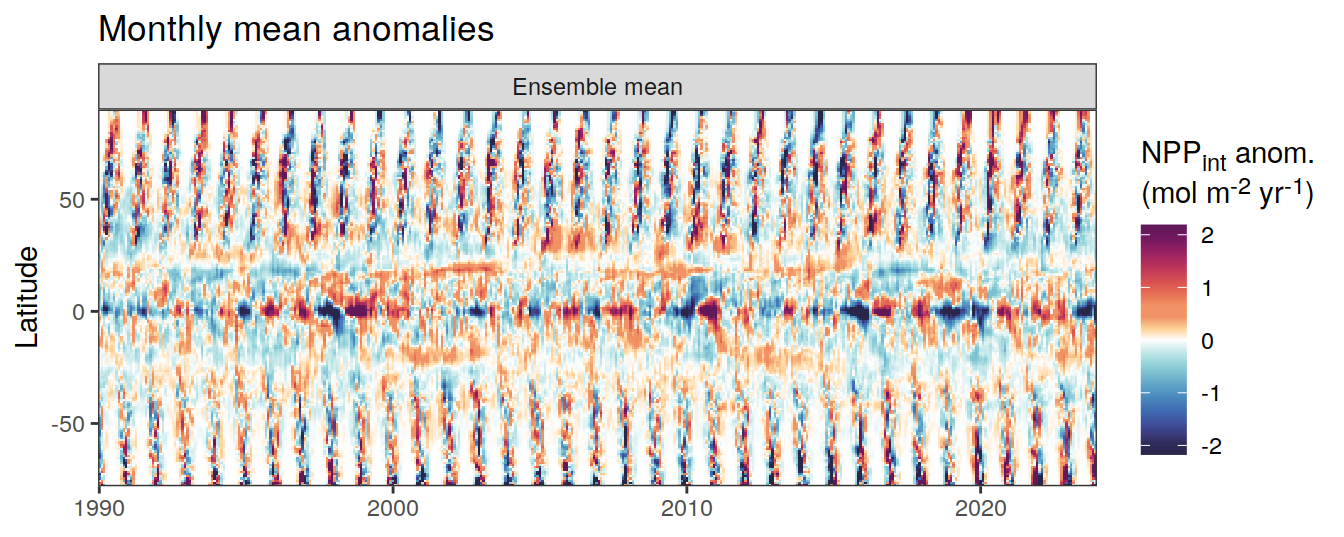 Monthly mean anomalies
Ensemble mean
Latitude
50
0
-50
1990
2000
2010
2020
NPPint anom.
(mol m-2 yr-1)
2
1
0
-1
-2